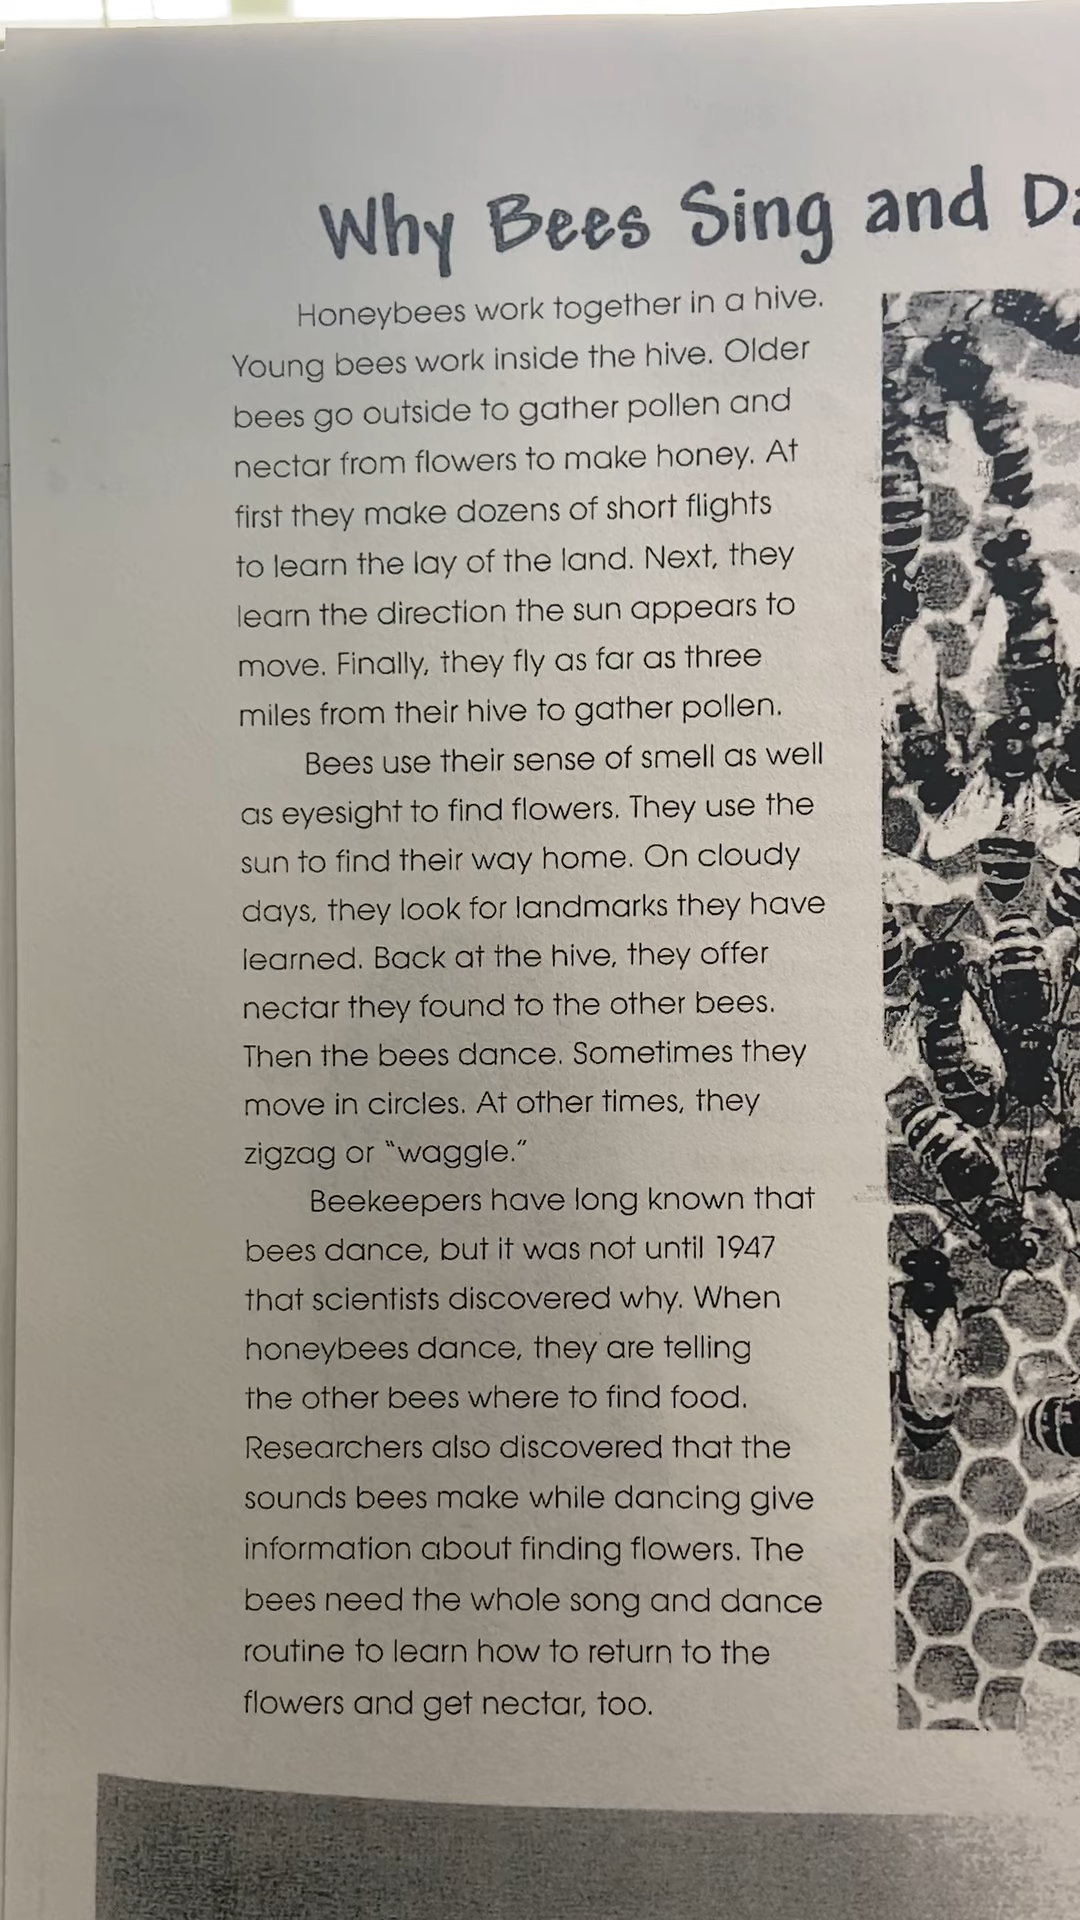 Why Bees Sing and
Honeybees work together in a hive.
Young bees work inside the hive. Older
bees go outside to gather pollen and
nectar from flowers to make honey. At
first they make dozens of short flights
to learn the lay of the land. Next, they
learn the direction the sun appears to
move. Finally, they fly as far as three
miles from their hive to gather pollen.
Bees use their sense of smell as well
as eyesight to find flowers. They use the
sun to find their way home. On cloudy
days, they look for landmarks they have
learned. Back at the hive, they offer
nectar they found to the other bees.
Then the bees dance. Sometimes they
move in circles. At other times, they
zigzag or “waggle.”
Beekeepers have long known that
bees dance, but it was not until 1947
that scientists discovered why. When
honeybees dance, they are telling
the other bees where to find food.
Researchers also discovered that the
sounds bees make while dancing give
information about finding flowers. The
bees need the whole song and dance
routine to learn how to return to the
flowers and get nectar, too.